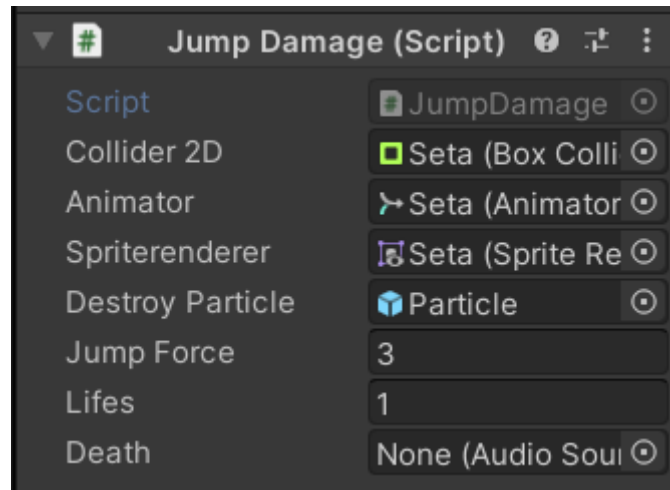 Jump Damage (Script)
Script JumpDamage
Collider 2D Seta (Box Colli
Animator Seta (Animator
Spriterenderer Seta (Sprite Re
Destroy Particle Particle
Jump Force 3
Lifes 1
Death None (Audio Sou